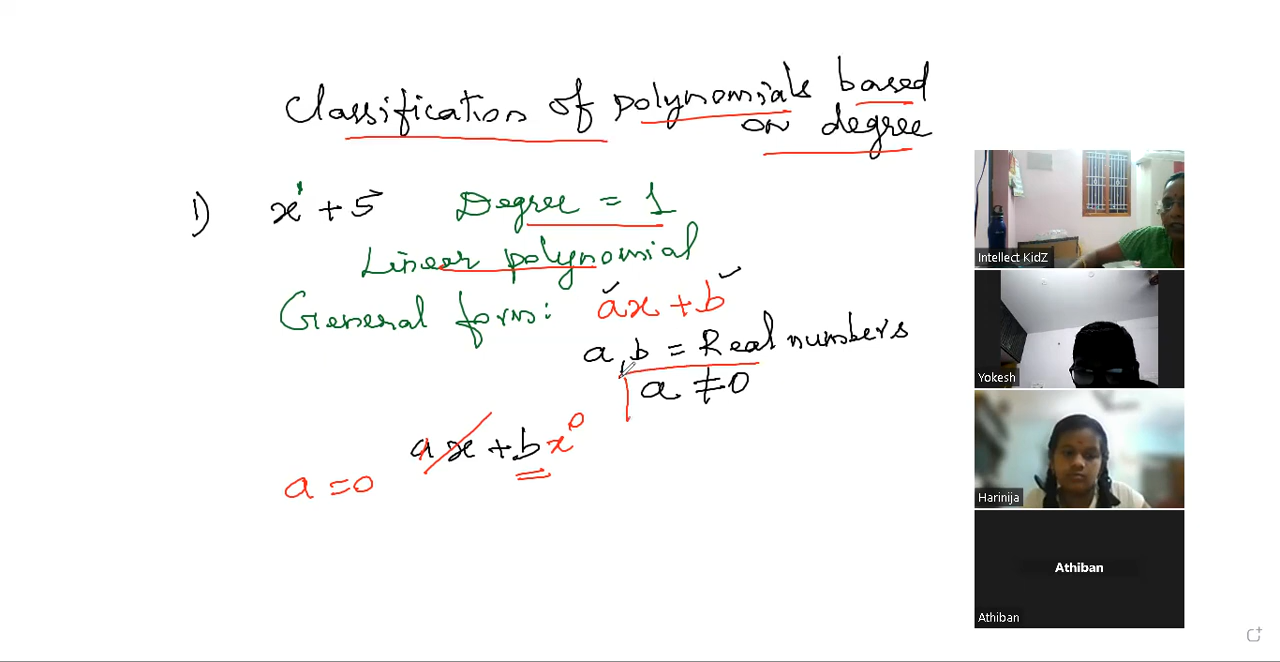 Classification of polynomials based
on degree
1) x¹ + 5 Degree = 1
Linear polynomial
General form: ax + b
a, b = Real numbers
a ≠ 0
ax + bx⁰
a = 0
Intellect KidZ
Yokesh
Harinija
Athiban
Athiban